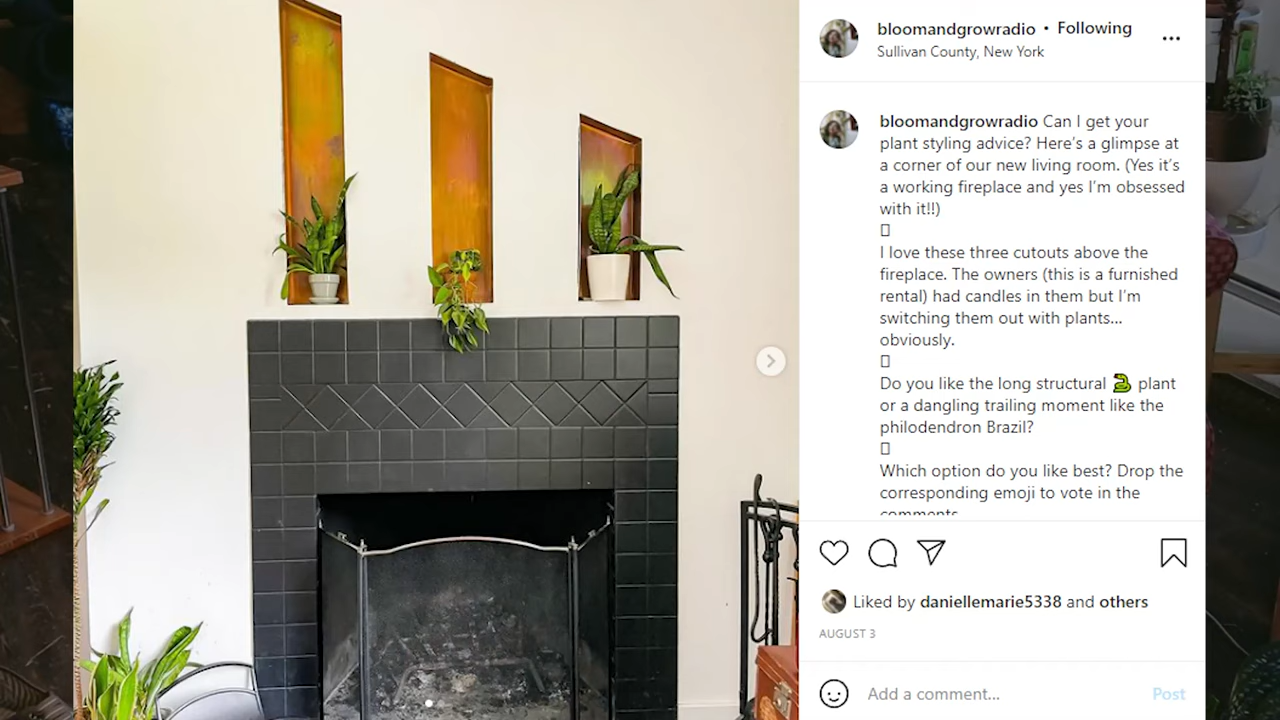 bloomandgrowradio • Following
Sullivan County, New York
bloomandgrowradio Can I get your
plant styling advice? Here's a glimpse at
a corner of our new living room. (Yes it's
a working fireplace and yes I'm obsessed
with it!!)
I love these three cutouts above the
fireplace. The owners (this is a furnished
rental) had candles in them but I'm
switching them out with plants...
obviously.
Do you like the long structural 🐍 plant
or a dangling trailing moment like the
philodendron Brazil?
Which option do you like best? Drop the
corresponding emoji to vote in the
comments
Liked by daniellemarie5338 and others
AUGUST 3
Add a comment...
Post